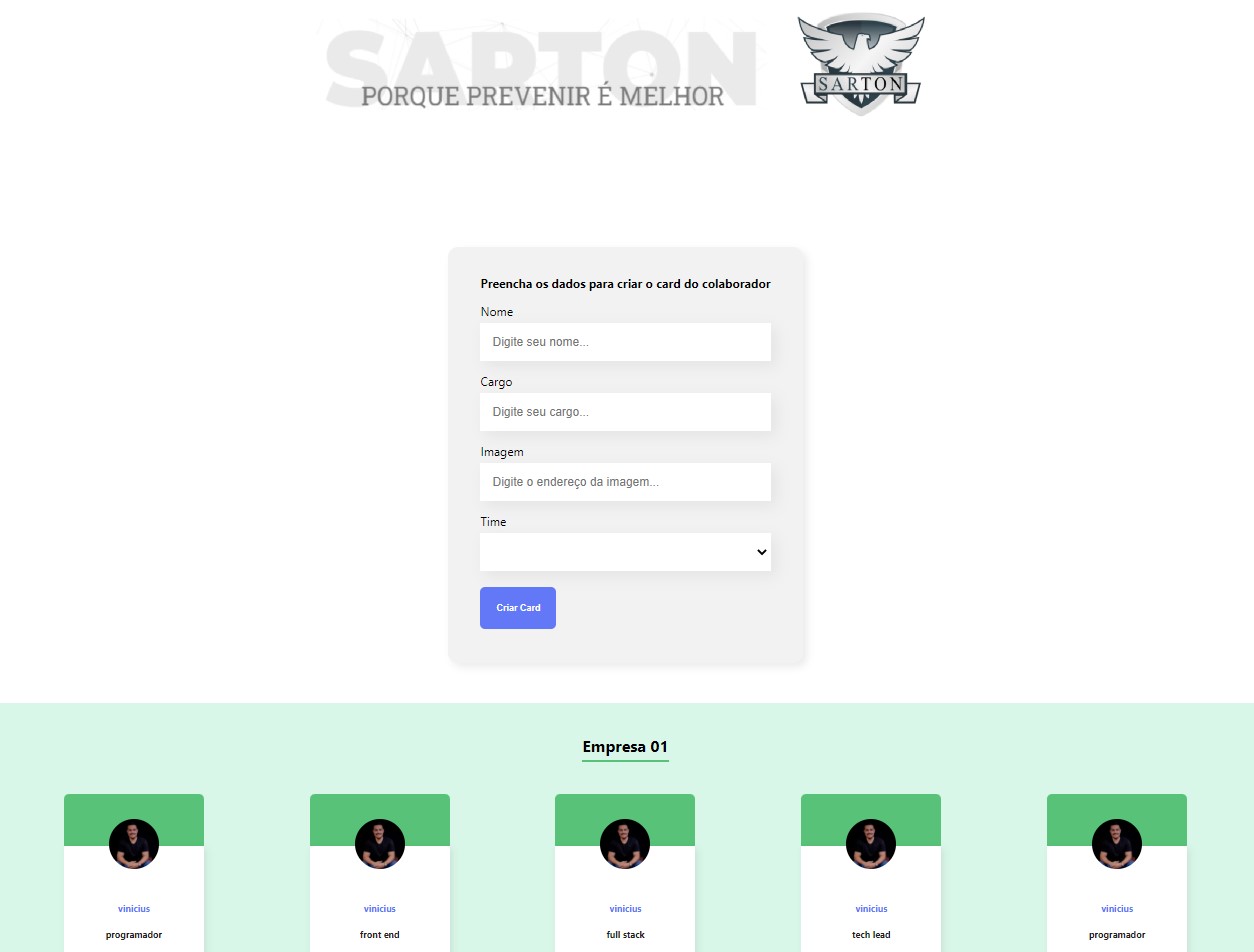 SARTON
PORQUE PREVENIR É MELHOR
SARTON
Preencha os dados para criar o card do colaborador
Nome
Digite seu nome...
Cargo
Digite seu cargo...
Imagem
Digite o endereço da imagem...
Time
Criar Card
Empresa 01
vinicius vinicius vinicius vinicius vinicius
programador front end full stack tech lead programador